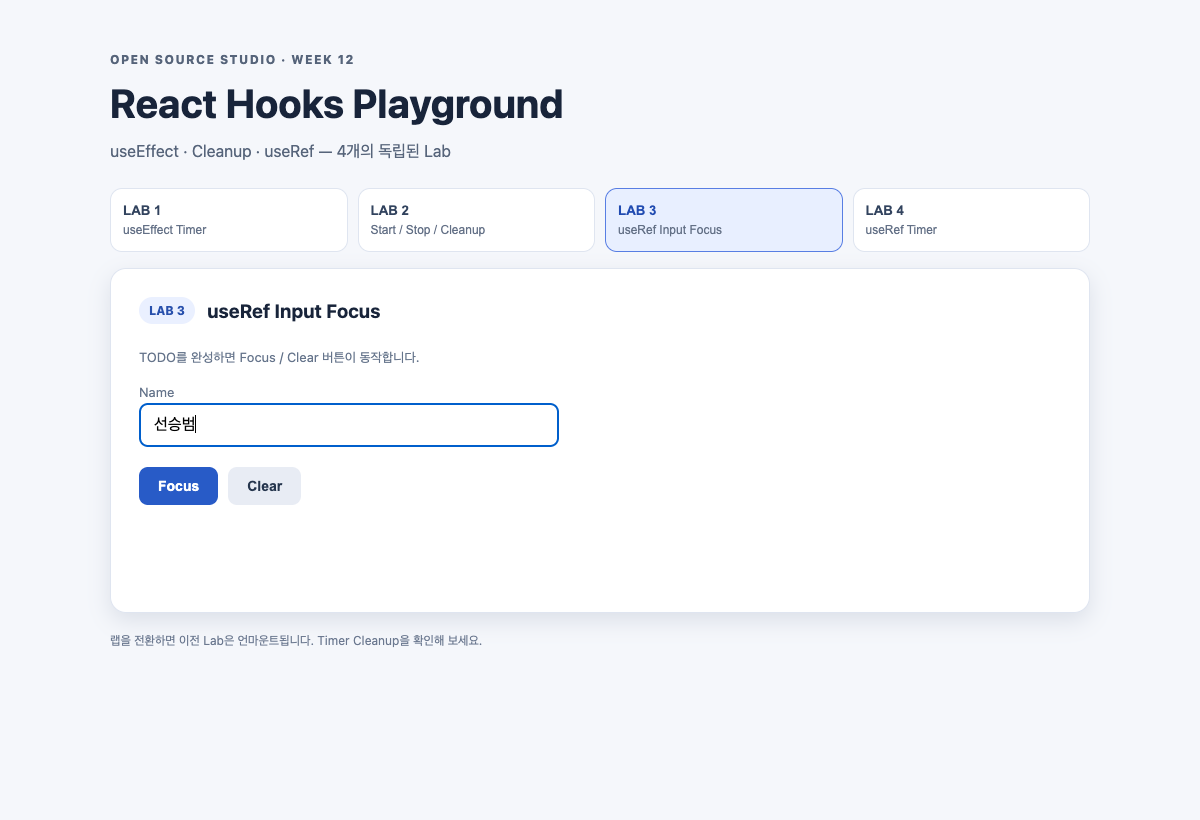 OPEN SOURCE STUDIO · WEEK 12
React Hooks Playground
useEffect · Cleanup · useRef — 4개의 독립된 Lab
LAB 1
useEffect Timer
LAB 2
Start / Stop / Cleanup
LAB 3
useRef Input Focus
LAB 4
useRef Timer
LAB 3 useRef Input Focus
TODO를 완성하면 Focus / Clear 버튼이 동작합니다.
Name
선승범
Focus Clear
랩을 전환하면 이전 Lab은 언마운트됩니다. Timer Cleanup을 확인해 보세요.